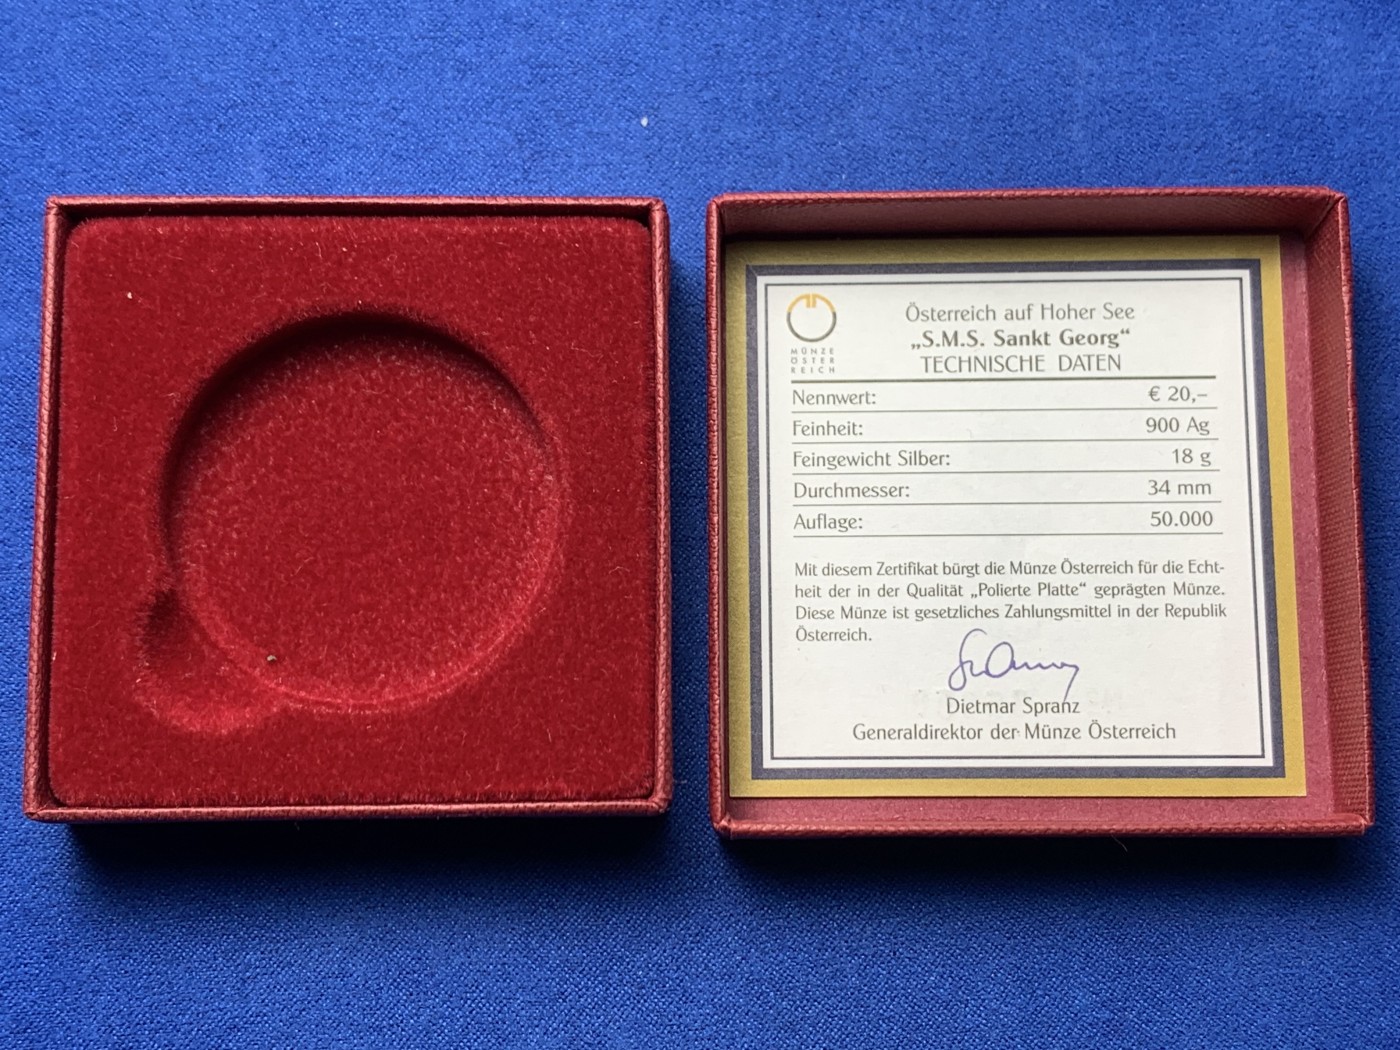 MÜNZE
ÖSTER
REICH
Österreich auf Hoher See
„S.M.S. Sankt Georg“
TECHNISCHE DATEN
Nennwert: € 20,–
Feinheit: 900 Ag
Feingewicht Silber: 18 g
Durchmesser: 34 mm
Auflage: 50.000
Mit diesem Zertifikat bürgt die Münze Österreich für die Echt-
heit der in der Qualität „Polierte Platte“ geprägten Münze.
Diese Münze ist gesetzliches Zahlungsmittel in der Republik
Österreich.
Dietmar Spranz
Generaldirektor der Münze Österreich